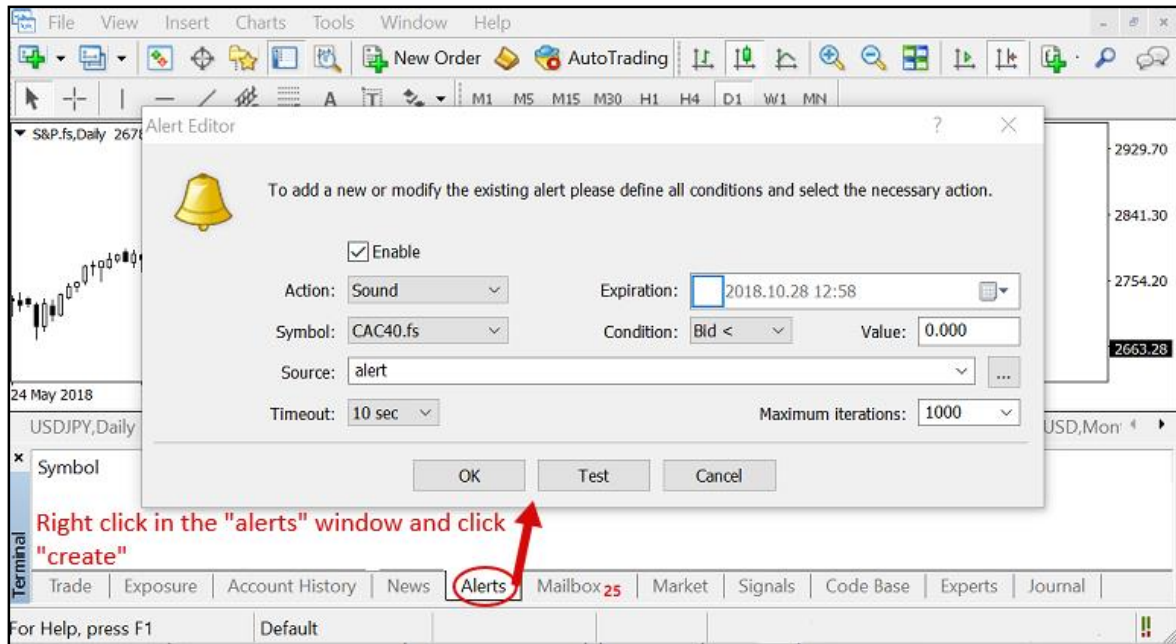 File View Insert Charts Tools Window Help
New Order AutoTrading
A T M1 M5 M15 M30 H1 H4 D1 W1 MN
S&P.fs,Daily 2678
Alert Editor ?
2929.70
To add a new or modify the existing alert please define all conditions and select the necessary action.
2841.30
Enable
Action: Sound Expiration: 2018.10.28 12:58
2754.20
Symbol: CAC40.fs Condition: Bid < Value: 0.000
2663.28
Source: alert ...
24 May 2018
Timeout: 10 sec Maximum iterations: 1000
USDJPY,Daily USD,Mon
Symbol
OK Test Cancel
Right click in the "alerts" window and click
"create"
Terminal
Trade Exposure Account History News Alerts Mailbox 25 Market Signals Code Base Experts Journal
For Help, press F1 Default